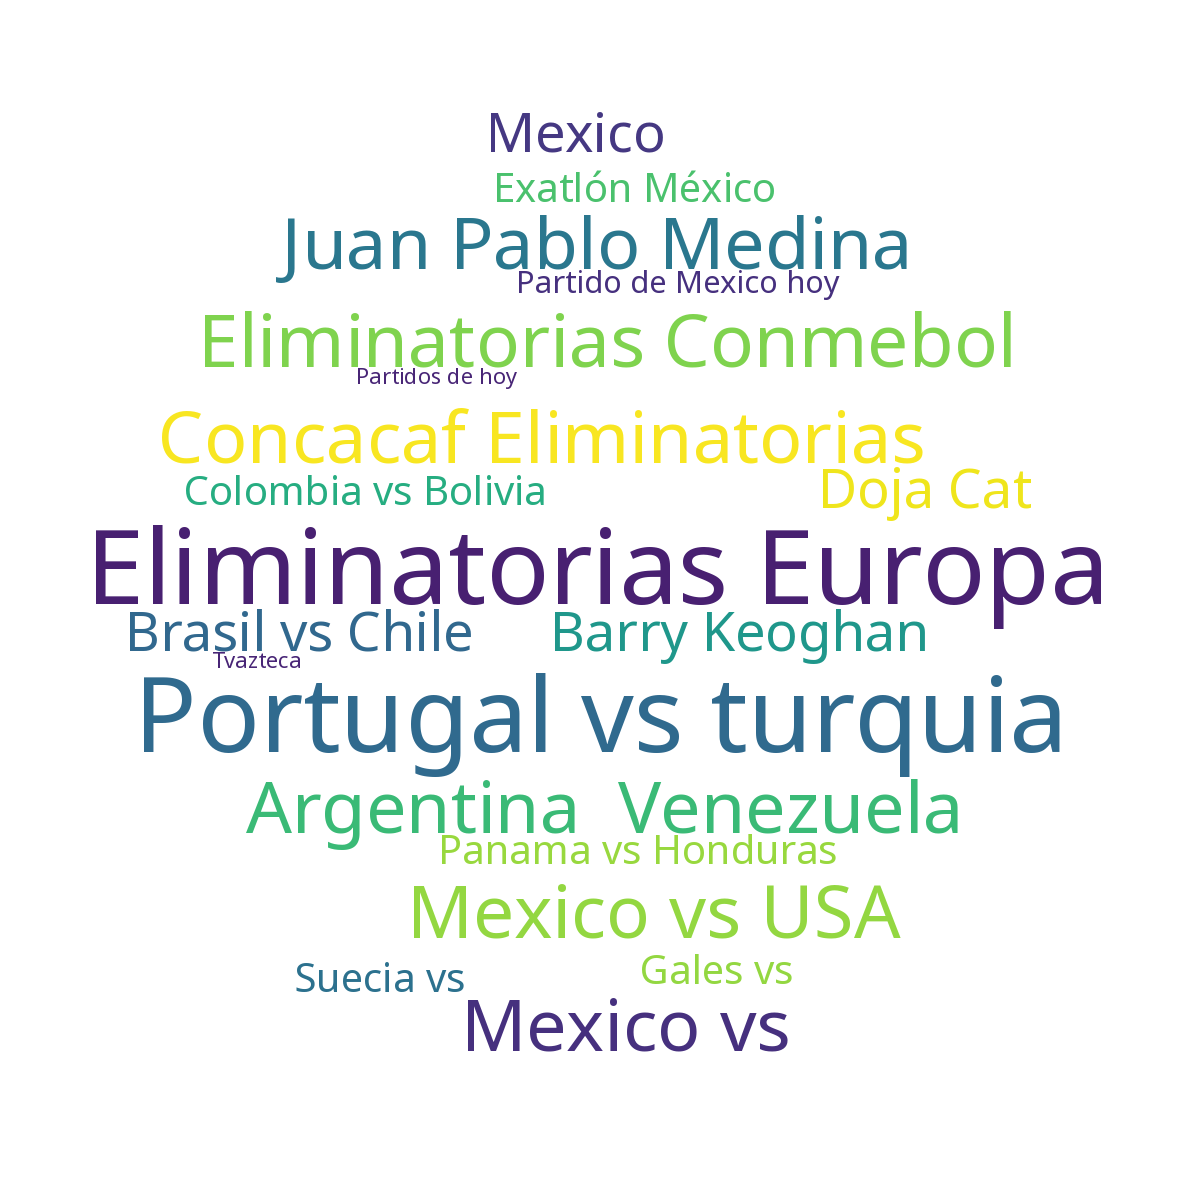 Mexico
Exatlón México
Juan Pablo Medina
Partido de Mexico hoy
Eliminatorias Conmebol
Partidos de hoy
Concacaf Eliminatorias
Colombia vs Bolivia
Doja Cat
Eliminatorias Europa
Brasil vs Chile
Barry Keoghan
Tvazteca
Portugal vs turquia
Argentina  Venezuela
Panama vs Honduras
Mexico vs USA
Suecia vs
Gales vs
Mexico vs